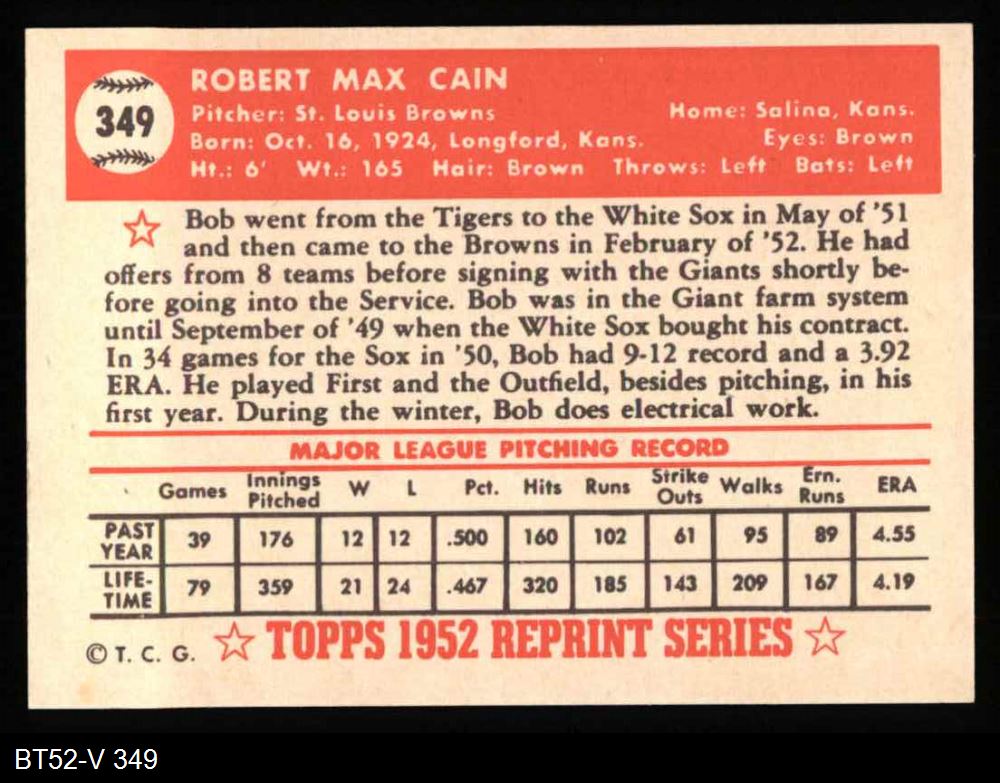 349
ROBERT MAX CAIN
Pitcher: St. Louis Browns Home: Salina, Kans.
Born: Oct. 16, 1924, Longford, Kans. Eyes: Brown
Ht.: 6' Wt.: 165 Hair: Brown Throws: Left Bats: Left
Bob went from the Tigers to the White Sox in May of '51
and then came to the Browns in February of '52. He had
offers from 8 teams before signing with the Giants shortly be-
fore going into the Service. Bob was in the Giant farm system
until September of '49 when the White Sox bought his contract.
In 34 games for the Sox in '50, Bob had 9-12 record and a 3.92
ERA. He played First and the Outfield, besides pitching, in his
first year. During the winter, Bob does electrical work.
MAJOR LEAGUE PITCHING RECORD
Games Innings Pitched W L Pct. Hits Runs Strike Outs Walks Ern. Runs ERA
PAST YEAR 39 176 12 12 .500 160 102 61 95 89 4.55
LIFE-TIME 79 359 21 24 .467 320 185 143 209 167 4.19
© T. C. G. TOPPS 1952 REPRINT SERIES
BT52-V 349